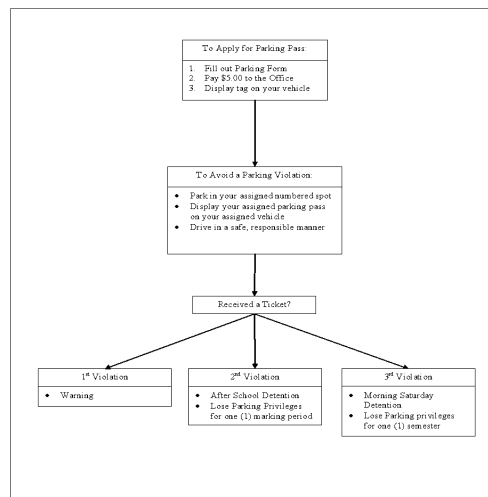 To Apply for Parking Pass:
1. Fill out Parking Form
2. Pay $5.00 to the Office
3. Display tag on your vehicle
To Avoid a Parking Violation:
♦ Park in your assigned numbered spot
♦ Display your assigned parking pass
on your assigned vehicle
♦ Drive in a safe, responsible manner
Received a Ticket?
1st Violation
♦ Warning
2nd Violation
♦ After School Detention
♦ Lose Parking Privileges
for one (1) marking period
3rd Violation
♦ Morning Saturday
Detention
♦ Lose Parking privileges
for one (1) semester